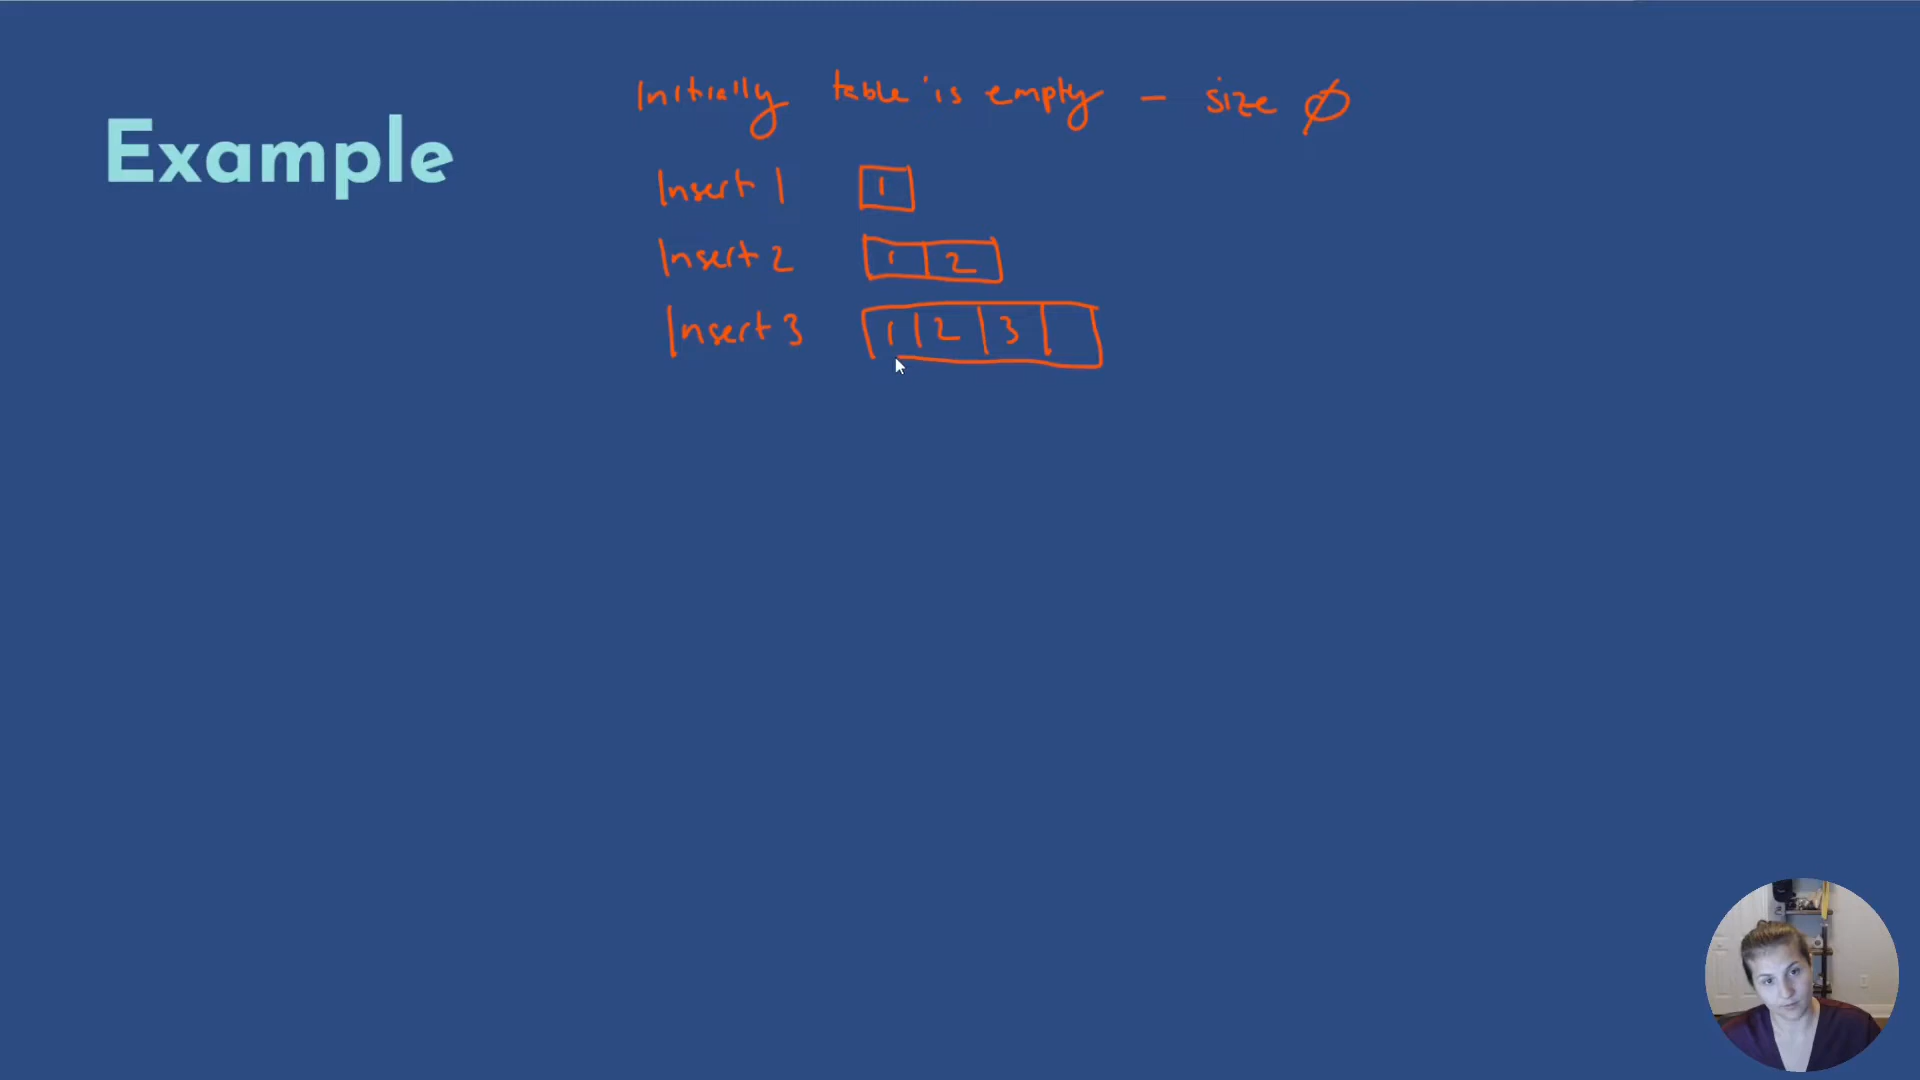 Example
Initially table is empty - size Ø
Insert 1 1
Insert 2 1 2
Insert 3 1 2 3